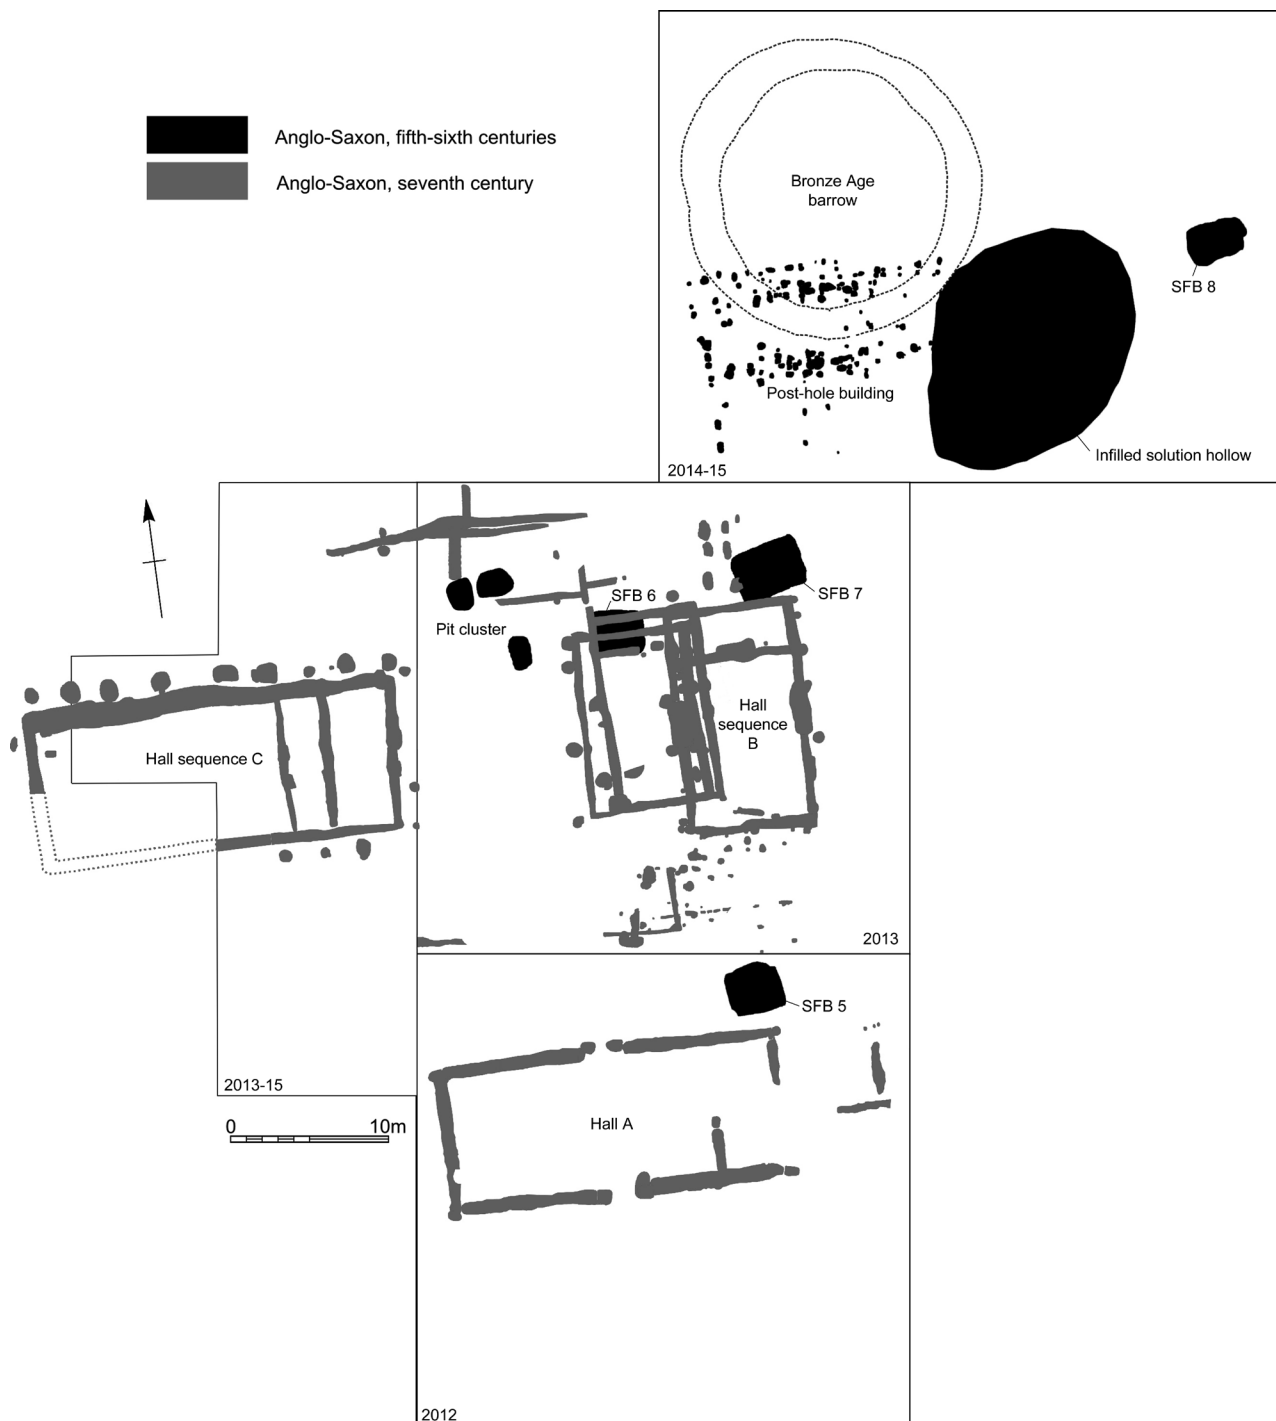 Anglo-Saxon, fifth-sixth centuries
Anglo-Saxon, seventh century
Bronze Age
barrow
SFB 8
Post-hole building
Infilled solution hollow
2014-15
SFB 6
SFB 7
Pit cluster
Hall
sequence
B
Hall sequence C
2013
SFB 5
2013-15
0 10m
Hall A
2012